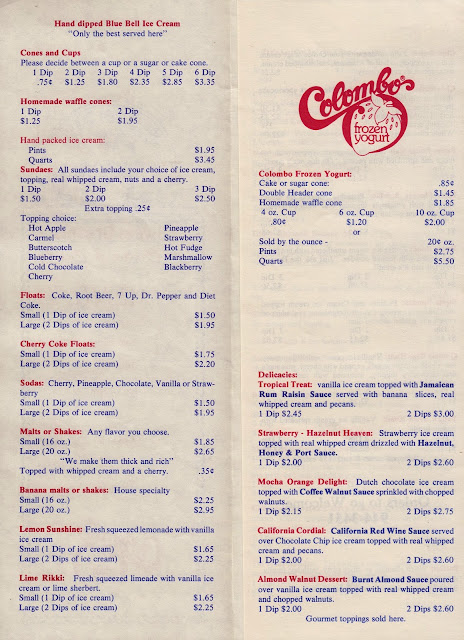 Hand dipped Blue Bell Ice Cream
"Only the best served here"
Cones and Cups
Please decide between a cup or a sugar or cake cone.
1 Dip 2 Dip 3 Dip 4 Dip 5 Dip 6 Dip
.75¢ $1.25 $1.80 $2.35 $2.85 $3.35
Homemade waffle cones:
1 Dip 2 Dip
$1.25 $1.95
Hand packed ice cream:
Pints $1.95
Quarts $3.45
Sundaes: All sundaes include your choice of ice cream,
topping, real whipped cream, nuts and a cherry.
1 Dip 2 Dip 3 Dip
$1.50 $2.00 $2.50
Extra topping .25¢
Topping choice:
Hot Apple Pineapple
Carmel Strawberry
Butterscotch Hot Fudge
Blueberry Marshmallow
Cold Chocolate Blackberry
Cherry
Floats: Coke, Root Beer, 7 Up, Dr. Pepper and Diet
Coke.
Small (1 Dip of ice cream) $1.50
Large (2 Dips of ice cream) $1.95
Cherry Coke Floats:
Small (1 Dip of ice cream) $1.75
Large (2 Dips of ice cream) $2.20
Sodas: Cherry, Pineapple, Chocolate, Vanilla or Straw-
berry
Small (1 Dip of ice cream) $1.50
Large (2 Dips of ice cream) $1.95
Malts or Shakes: Any flavor you choose.
Small (16 oz.) $1.85
Large (20 oz.) $2.65
"We make them thick and rich"
Topped with whipped cream and a cherry. .35¢
Banana malts or shakes: House specialty
Small (16 oz.) $2.25
Large (20 oz.) $2.95
Lemon Sunshine: Fresh squeezed lemonade with vanilla
ice cream
Small (1 Dip of ice cream) $1.65
Large (2 Dips of ice cream) $2.25
Lime Rikki: Fresh squeezed limeade with vanilla ice
cream or lime sherbert.
Small (1 Dip of ice cream) $1.65
Large (2 Dips of ice cream) $2.25
Colombo®
frozen
yogurt
Colombo Frozen Yogurt:
Cake or sugar cone: .85¢
Double Header cone $1.45
Homemade waffle cone $1.85
4 oz. Cup 6 oz. Cup 10 oz. Cup
.80¢ $1.20 $2.00
or
Sold by the ounce - 20¢ oz.
Pints $2.75
Quarts $5.50
Delicacies:
Tropical Treat: vanilla ice cream topped with Jamaican
Rum Raisin Sauce served with banana slices, real
whipped cream and pecans.
1 Dip $2.45 2 Dips $3.00
Strawberry - Hazelnut Heaven: Strawberry ice cream
topped with real whipped cream drizzled with Hazelnut,
Honey & Port Sauce.
1 Dip $2.00 2 Dips $2.60
Mocha Orange Delight: Dutch chocolate ice cream
topped with Coffee Walnut Sauce sprinkled with chopped
walnuts.
1 Dip $2.15 2 Dips $2.75
California Cordial: California Red Wine Sauce served
over Chocolate Chip ice cream topped with real whipped
cream and pecans.
1 Dip $2.00 2 Dips $2.60
Almond Walnut Dessert: Burnt Almond Sauce poured
over vanilla ice cream topped with real whipped cream
and chopped walnuts.
1 Dip $2.00 2 Dips $2.60
Gourmet toppings sold here.